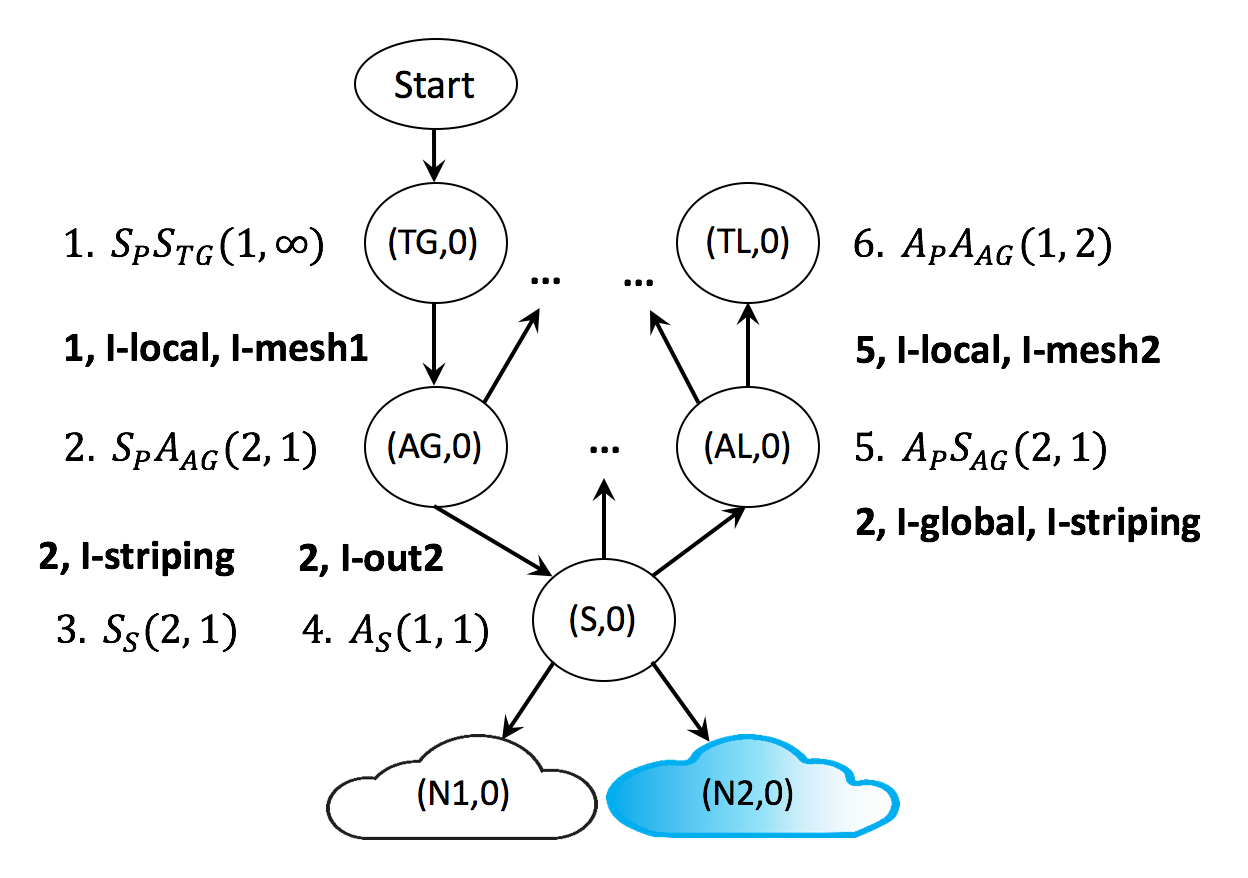 Start
1. S_P S_{TG}(1, ∞)
(TG,0)
(TL,0)
6. A_P A_{AG}(1, 2)
...
...
1, I-local, I-mesh1
5, I-local, I-mesh2
2. S_P A_{AG}(2, 1)
(AG,0)
...
(AL,0)
5. A_P S_{AG}(2, 1)
2, I-global, I-striping
2, I-striping
2, I-out2
3. S_S(2, 1)
4. A_S(1, 1)
(S,0)
(N1,0)
(N2,0)